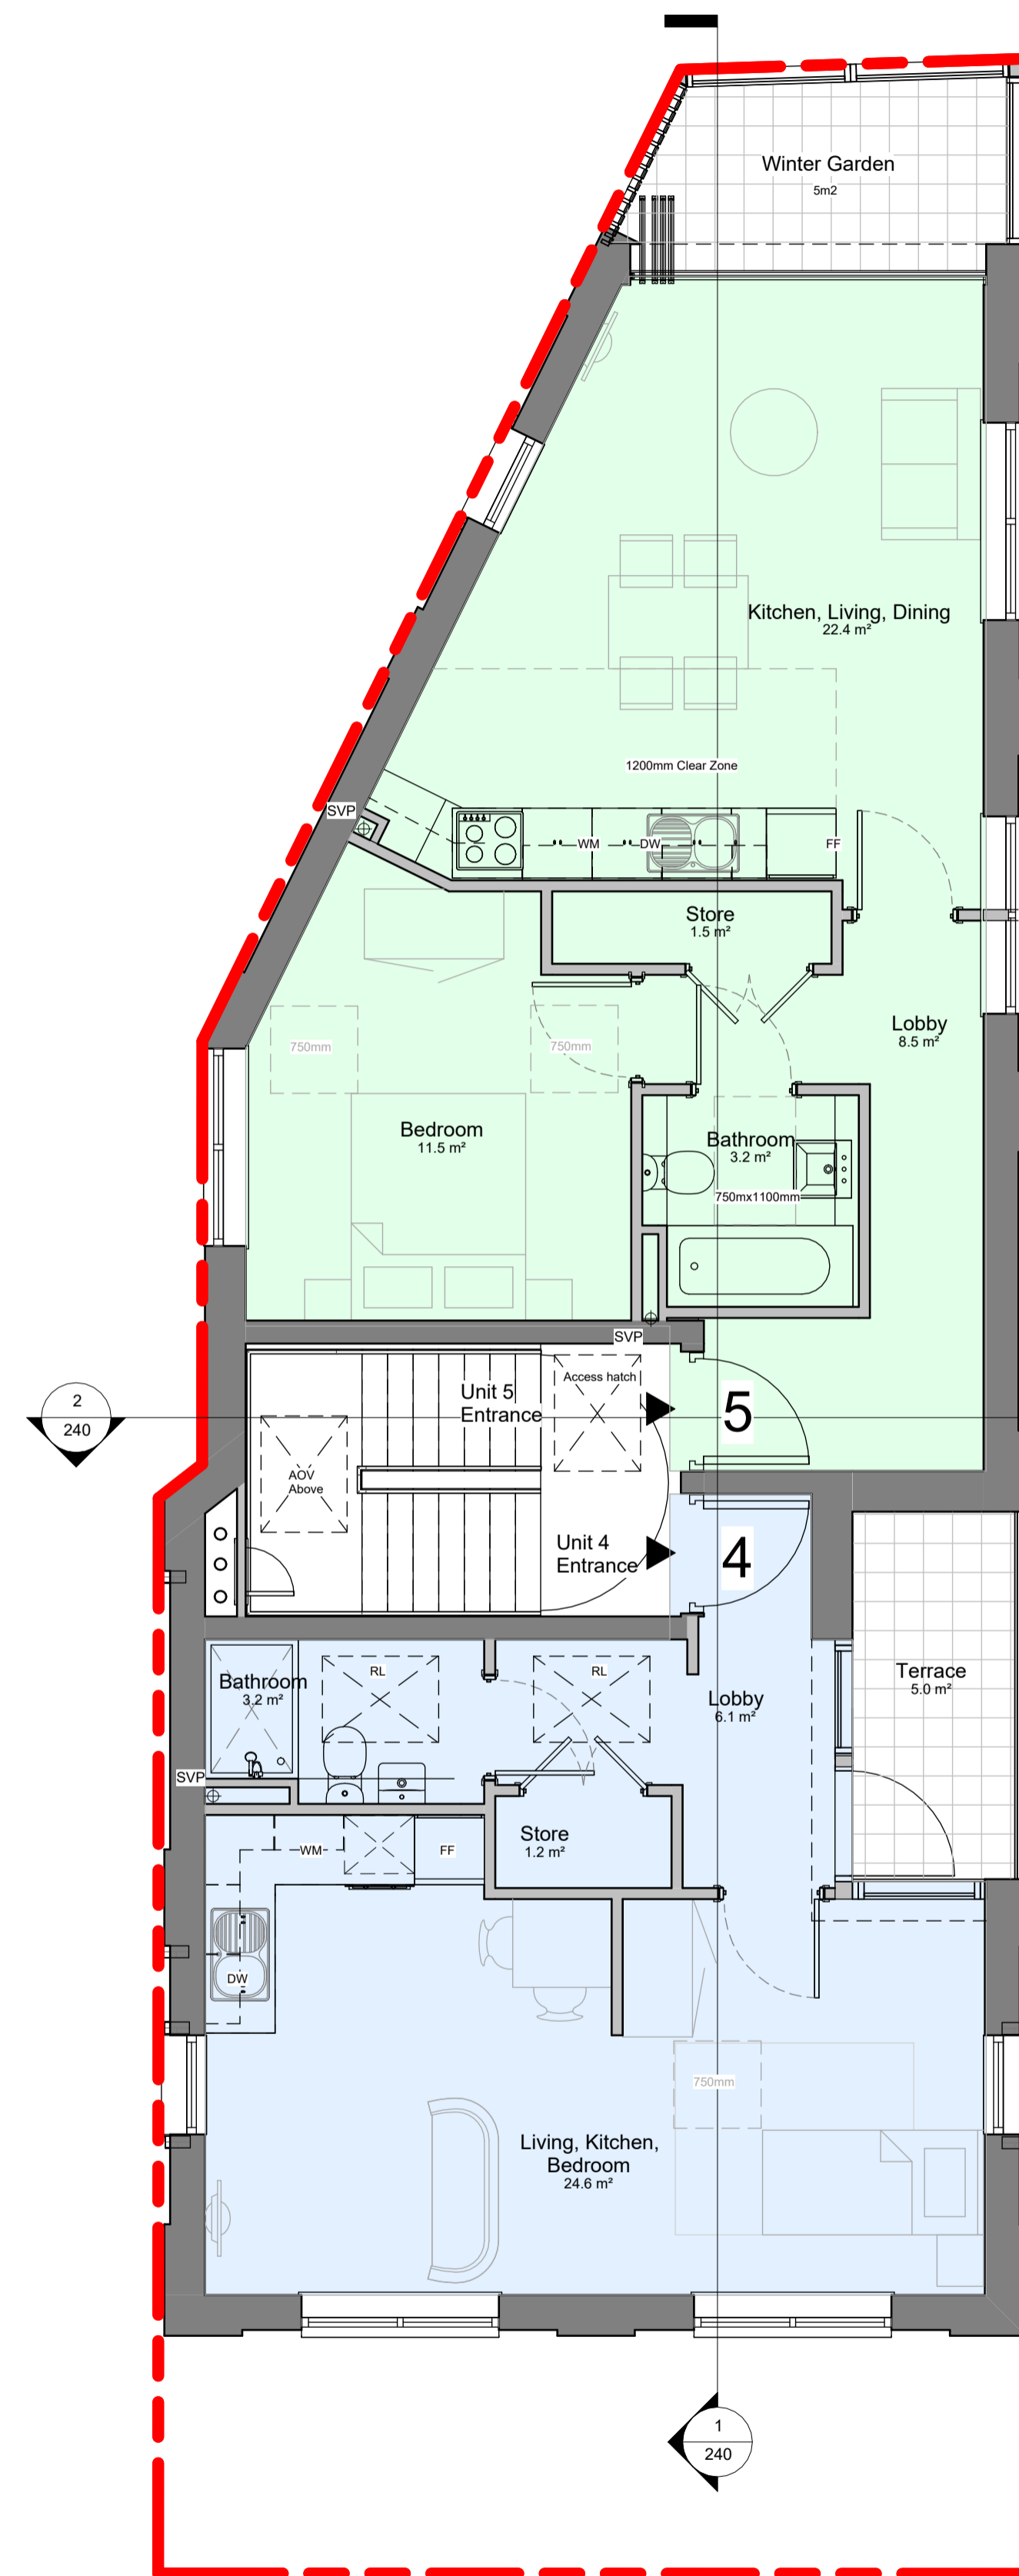 Winter Garden
5m2
Kitchen, Living, Dining
22.4 m²
1200mm Clear Zone
SVP
WM
DW
FF
Store
1.5 m²
Lobby
8.5 m²
750mm
750mm
Bedroom
11.5 m²
Bathroom
3.2 m²
750mx1100mm
SVP
Access hatch
Unit 5
Entrance
5
2
240
AOV
Above
Unit 4
Entrance
4
Bathroom
3.2 m²
RL
RL
Lobby
6.1 m²
Terrace
5.0 m²
SVP
WM
FF
Store
1.2 m²
DW
750mm
Living, Kitchen,
Bedroom
24.6 m²
1
240